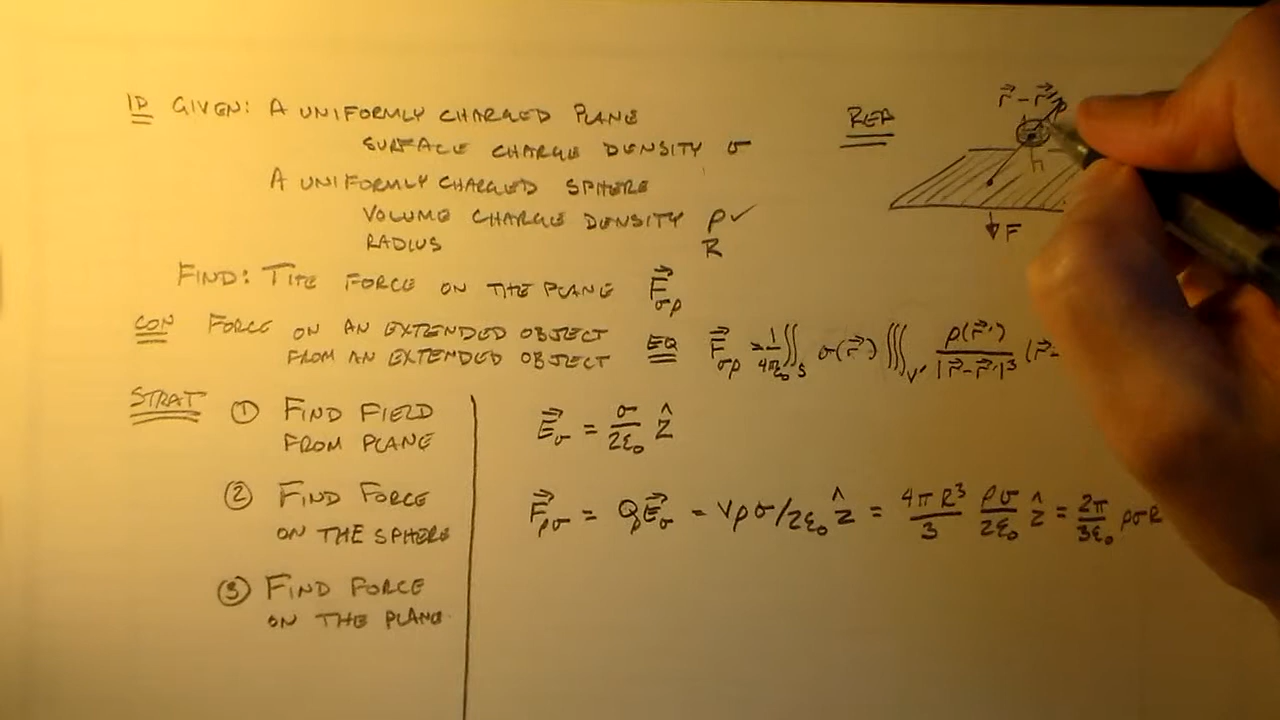 ID GIVEN: A UNIFORMLY CHARGED PLANE
SURFACE CHARGE DENSITY σ
A UNIFORMLY CHARGED SPHERE
VOLUME CHARGE DENSITY ρ ✓
RADIUS R
FIND: THE FORCE ON THE PLANE F⃗σρ
REP
r⃗ - r⃗'
h
F
CON FORCE ON AN EXTENDED OBJECT
FROM AN EXTENDED OBJECT
EQ F⃗σρ = 1/4πε₀ ∬S σ(r⃗) ∭V' ρ(r⃗')/|r⃗-r⃗'|³ (r⃗-
STRAT ① FIND FIELD
FROM PLANE
E⃗σ = σ/2ε₀ ẑ
② FIND FORCE
ON THE SPHERE
F⃗ρσ = QρE⃗σ = Vρσ/2ε₀ ẑ = 4πR³/3 ρσ/2ε₀ ẑ = 2π/3ε₀ ρσR
③ FIND FORCE
ON THE PLANE